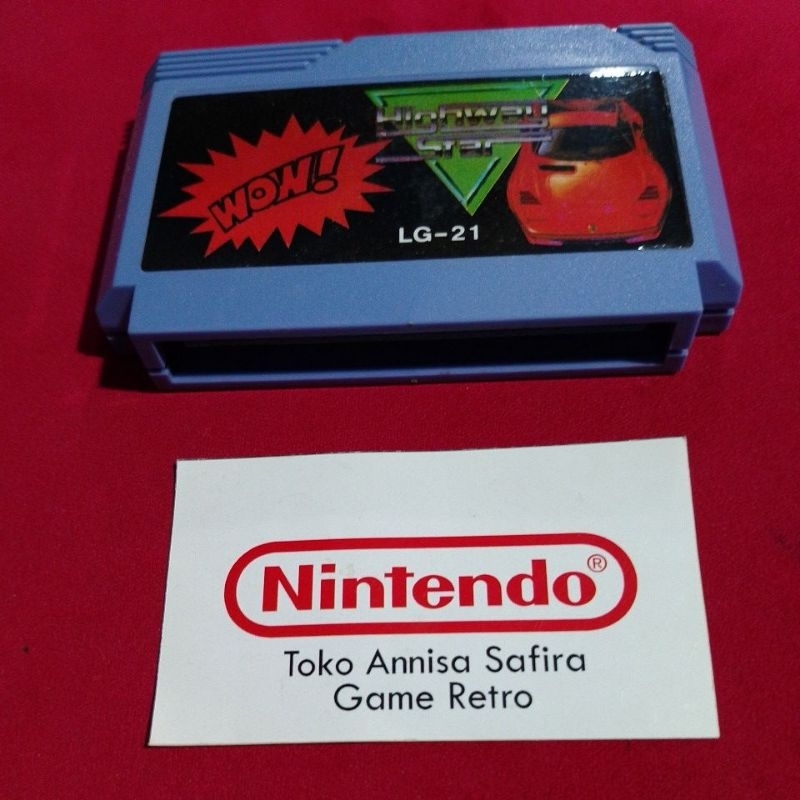 WOW!
Highway
Star
LG-21
Nintendo®
Toko Annisa Safira
Game Retro